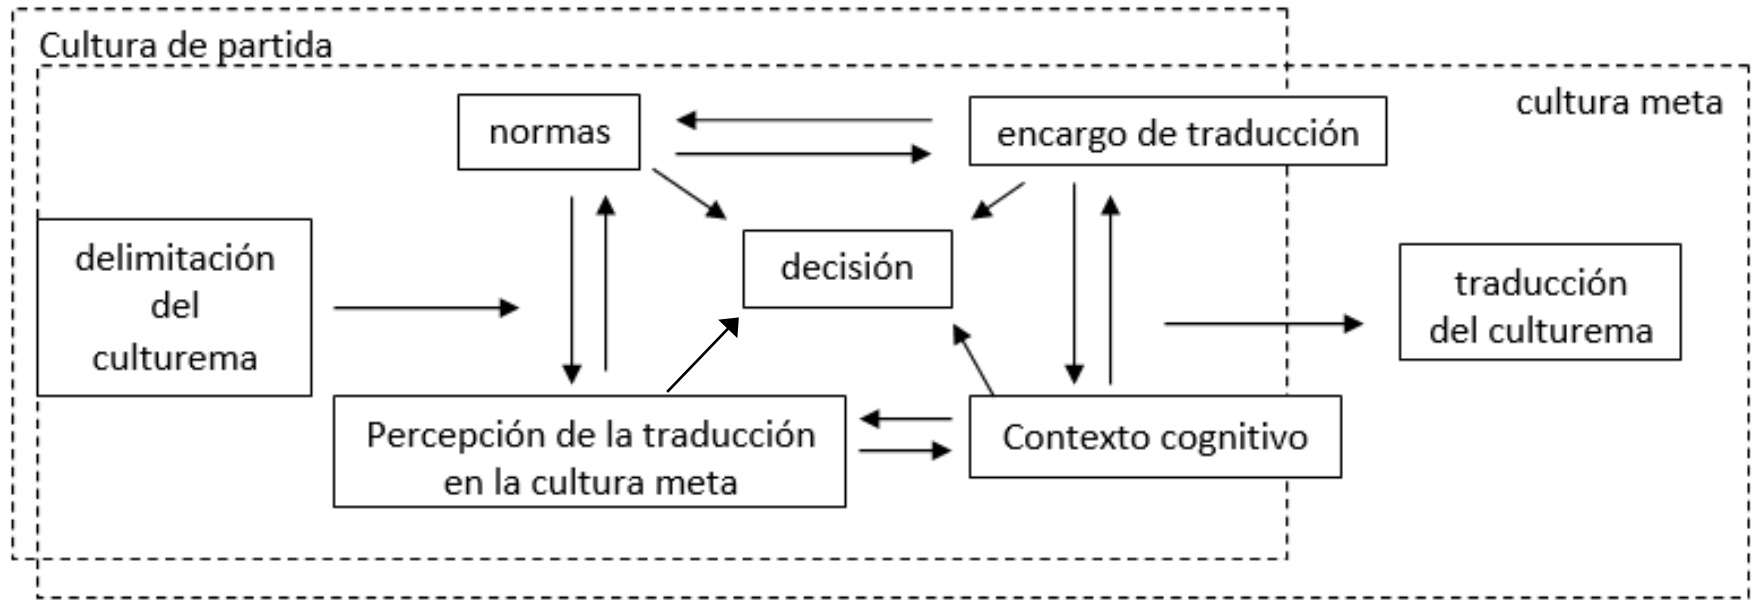 Cultura de partida
cultura meta
normas
encargo de traducción
delimitación
del
culturema
decisión
traducción
del culturema
Percepción de la traducción
en la cultura meta
Contexto cognitivo